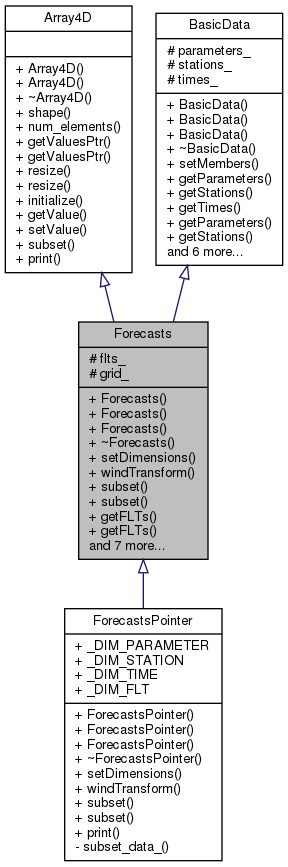 Array4D
+ Array4D()
+ Array4D()
+ ~Array4D()
+ shape()
+ num_elements()
+ getValuesPtr()
+ getValuesPtr()
+ resize()
+ resize()
+ initialize()
+ getValue()
+ setValue()
+ subset()
+ print()
BasicData
# parameters_
# stations_
# times_
+ BasicData()
+ BasicData()
+ BasicData()
+ ~BasicData()
+ setMembers()
+ getParameters()
+ getStations()
+ getTimes()
+ getParameters()
+ getStations()
and 6 more...
Forecasts
# flts_
# grid_
+ Forecasts()
+ Forecasts()
+ Forecasts()
+ ~Forecasts()
+ setDimensions()
+ windTransform()
+ subset()
+ subset()
+ getFLTs()
+ getFLTs()
and 7 more...
ForecastsPointer
+ _DIM_PARAMETER
+ _DIM_STATION
+ _DIM_TIME
+ _DIM_FLT
+ ForecastsPointer()
+ ForecastsPointer()
+ ForecastsPointer()
+ ~ForecastsPointer()
+ setDimensions()
+ windTransform()
+ subset()
+ subset()
+ print()
- subset_data_()